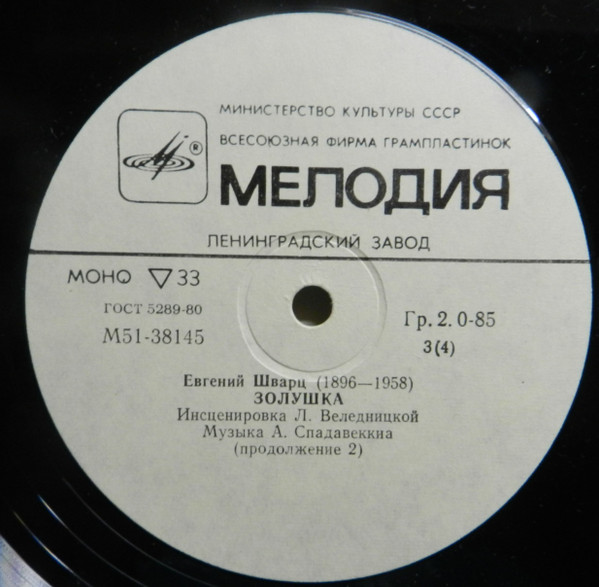 МИНИСТЕРСТВО КУЛЬТУРЫ СССР
ВСЕСОЮЗНАЯ ФИРМА ГРАМПЛАСТИНОК
®
МЕЛОДИЯ
ЛЕНИНГРАДСКИЙ ЗАВОД
МОНО ▽ 33
ГОСТ 5289-80
М51-38145
Гр. 2. 0-85
3(4)
Евгений Шварц (1896—1958)
ЗОЛУШКА
Инсценировка Л. Веледницкой
Музыка А. Спадавеккиа
(продолжение 2)